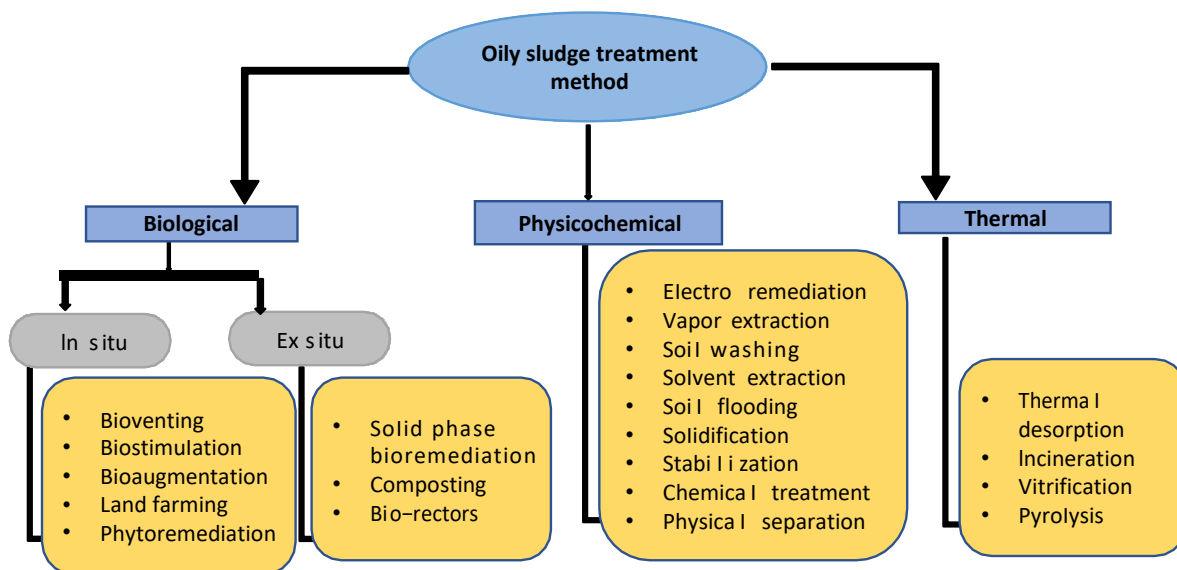 Oily sludge treatment
method
Biological
Physicochemical
Thermal
In situ
Ex situ
• Bioventing
• Biostimulation
• Bioaugmentation
• Land farming
• Phytoremediation
• Solid phase
bioremediation
• Composting
• Bio−rectors
• Electro remediation
• Vapor extraction
• Soil washing
• Solvent extraction
• Soil flooding
• Solidification
• Stabilization
• Chemical treatment
• Physical separation
• Thermal
desorption
• Incineration
• Vitrification
• Pyrolysis